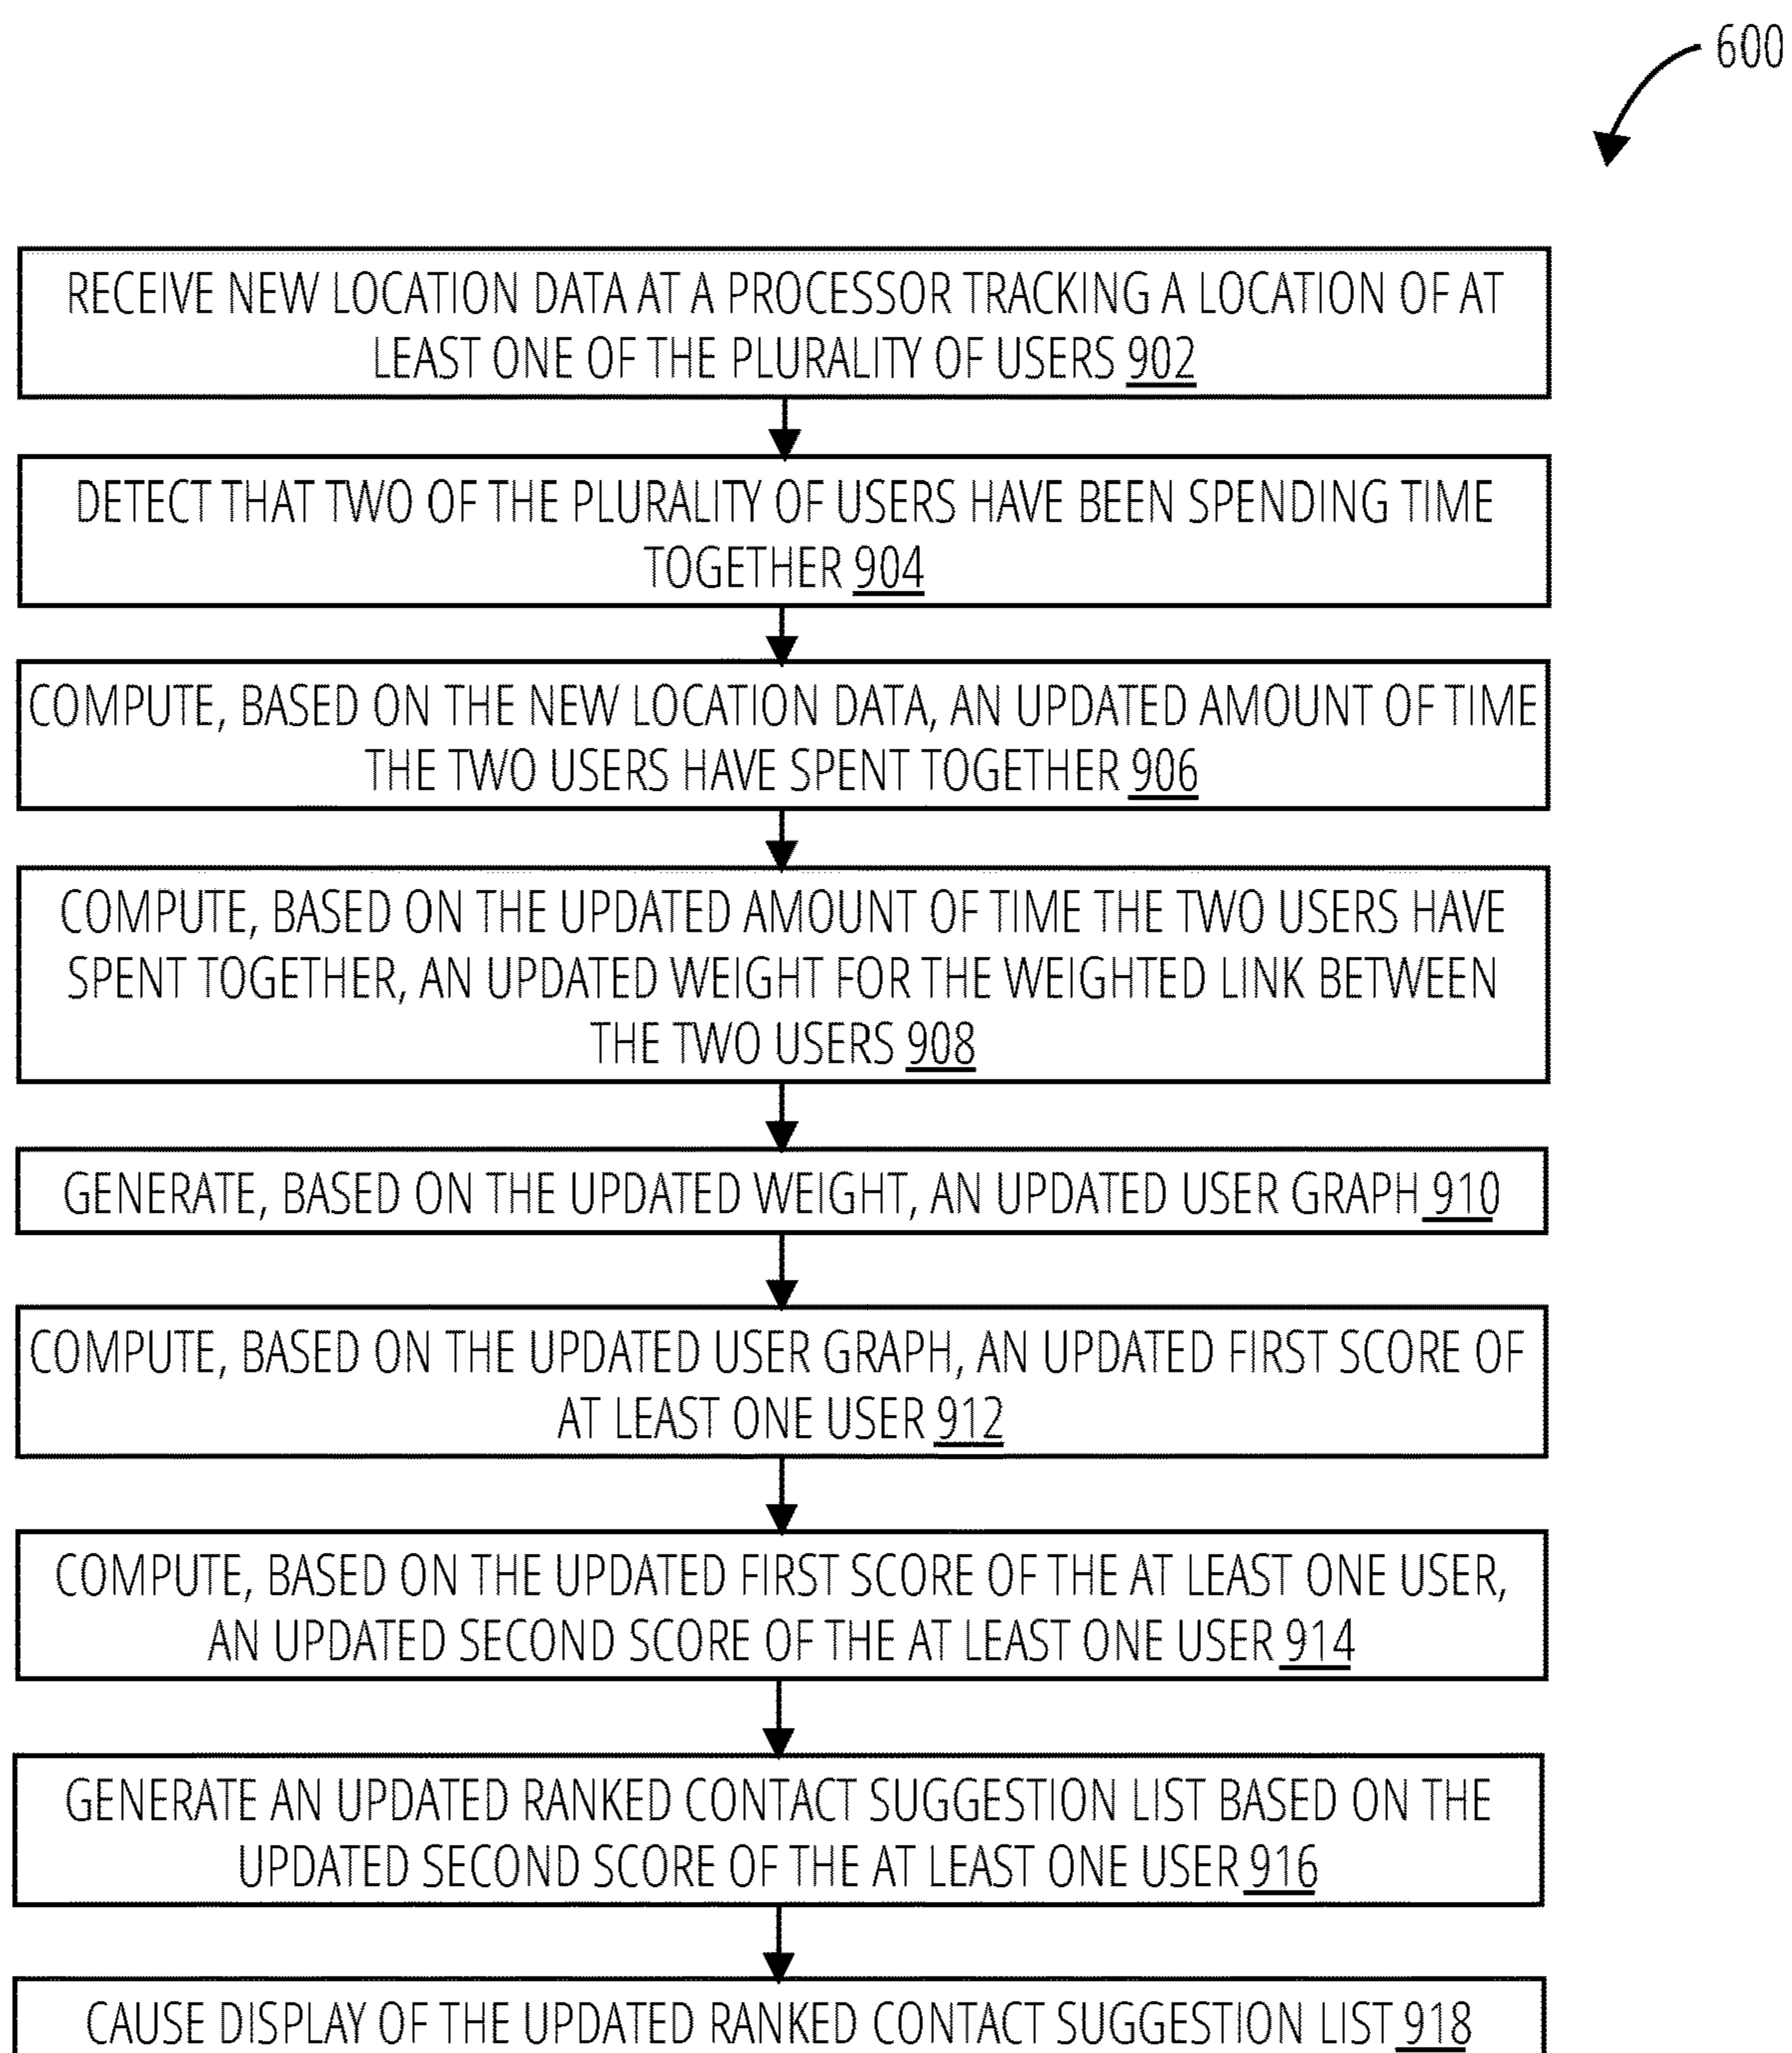 600
RECEIVE NEW LOCATION DATA AT A PROCESSOR TRACKING A LOCATION OF AT
LEAST ONE OF THE PLURALITY OF USERS 902
DETECT THAT TWO OF THE PLURALITY OF USERS HAVE BEEN SPENDING TIME
TOGETHER 904
COMPUTE, BASED ON THE NEW LOCATION DATA, AN UPDATED AMOUNT OF TIME
THE TWO USERS HAVE SPENT TOGETHER 906
COMPUTE, BASED ON THE UPDATED AMOUNT OF TIME THE TWO USERS HAVE
SPENT TOGETHER, AN UPDATED WEIGHT FOR THE WEIGHTED LINK BETWEEN
THE TWO USERS 908
GENERATE, BASED ON THE UPDATED WEIGHT, AN UPDATED USER GRAPH 910
COMPUTE, BASED ON THE UPDATED USER GRAPH, AN UPDATED FIRST SCORE OF
AT LEAST ONE USER 912
COMPUTE, BASED ON THE UPDATED FIRST SCORE OF THE AT LEAST ONE USER,
AN UPDATED SECOND SCORE OF THE AT LEAST ONE USER 914
GENERATE AN UPDATED RANKED CONTACT SUGGESTION LIST BASED ON THE
UPDATED SECOND SCORE OF THE AT LEAST ONE USER 916
CAUSE DISPLAY OF THE UPDATED RANKED CONTACT SUGGESTION LIST 918